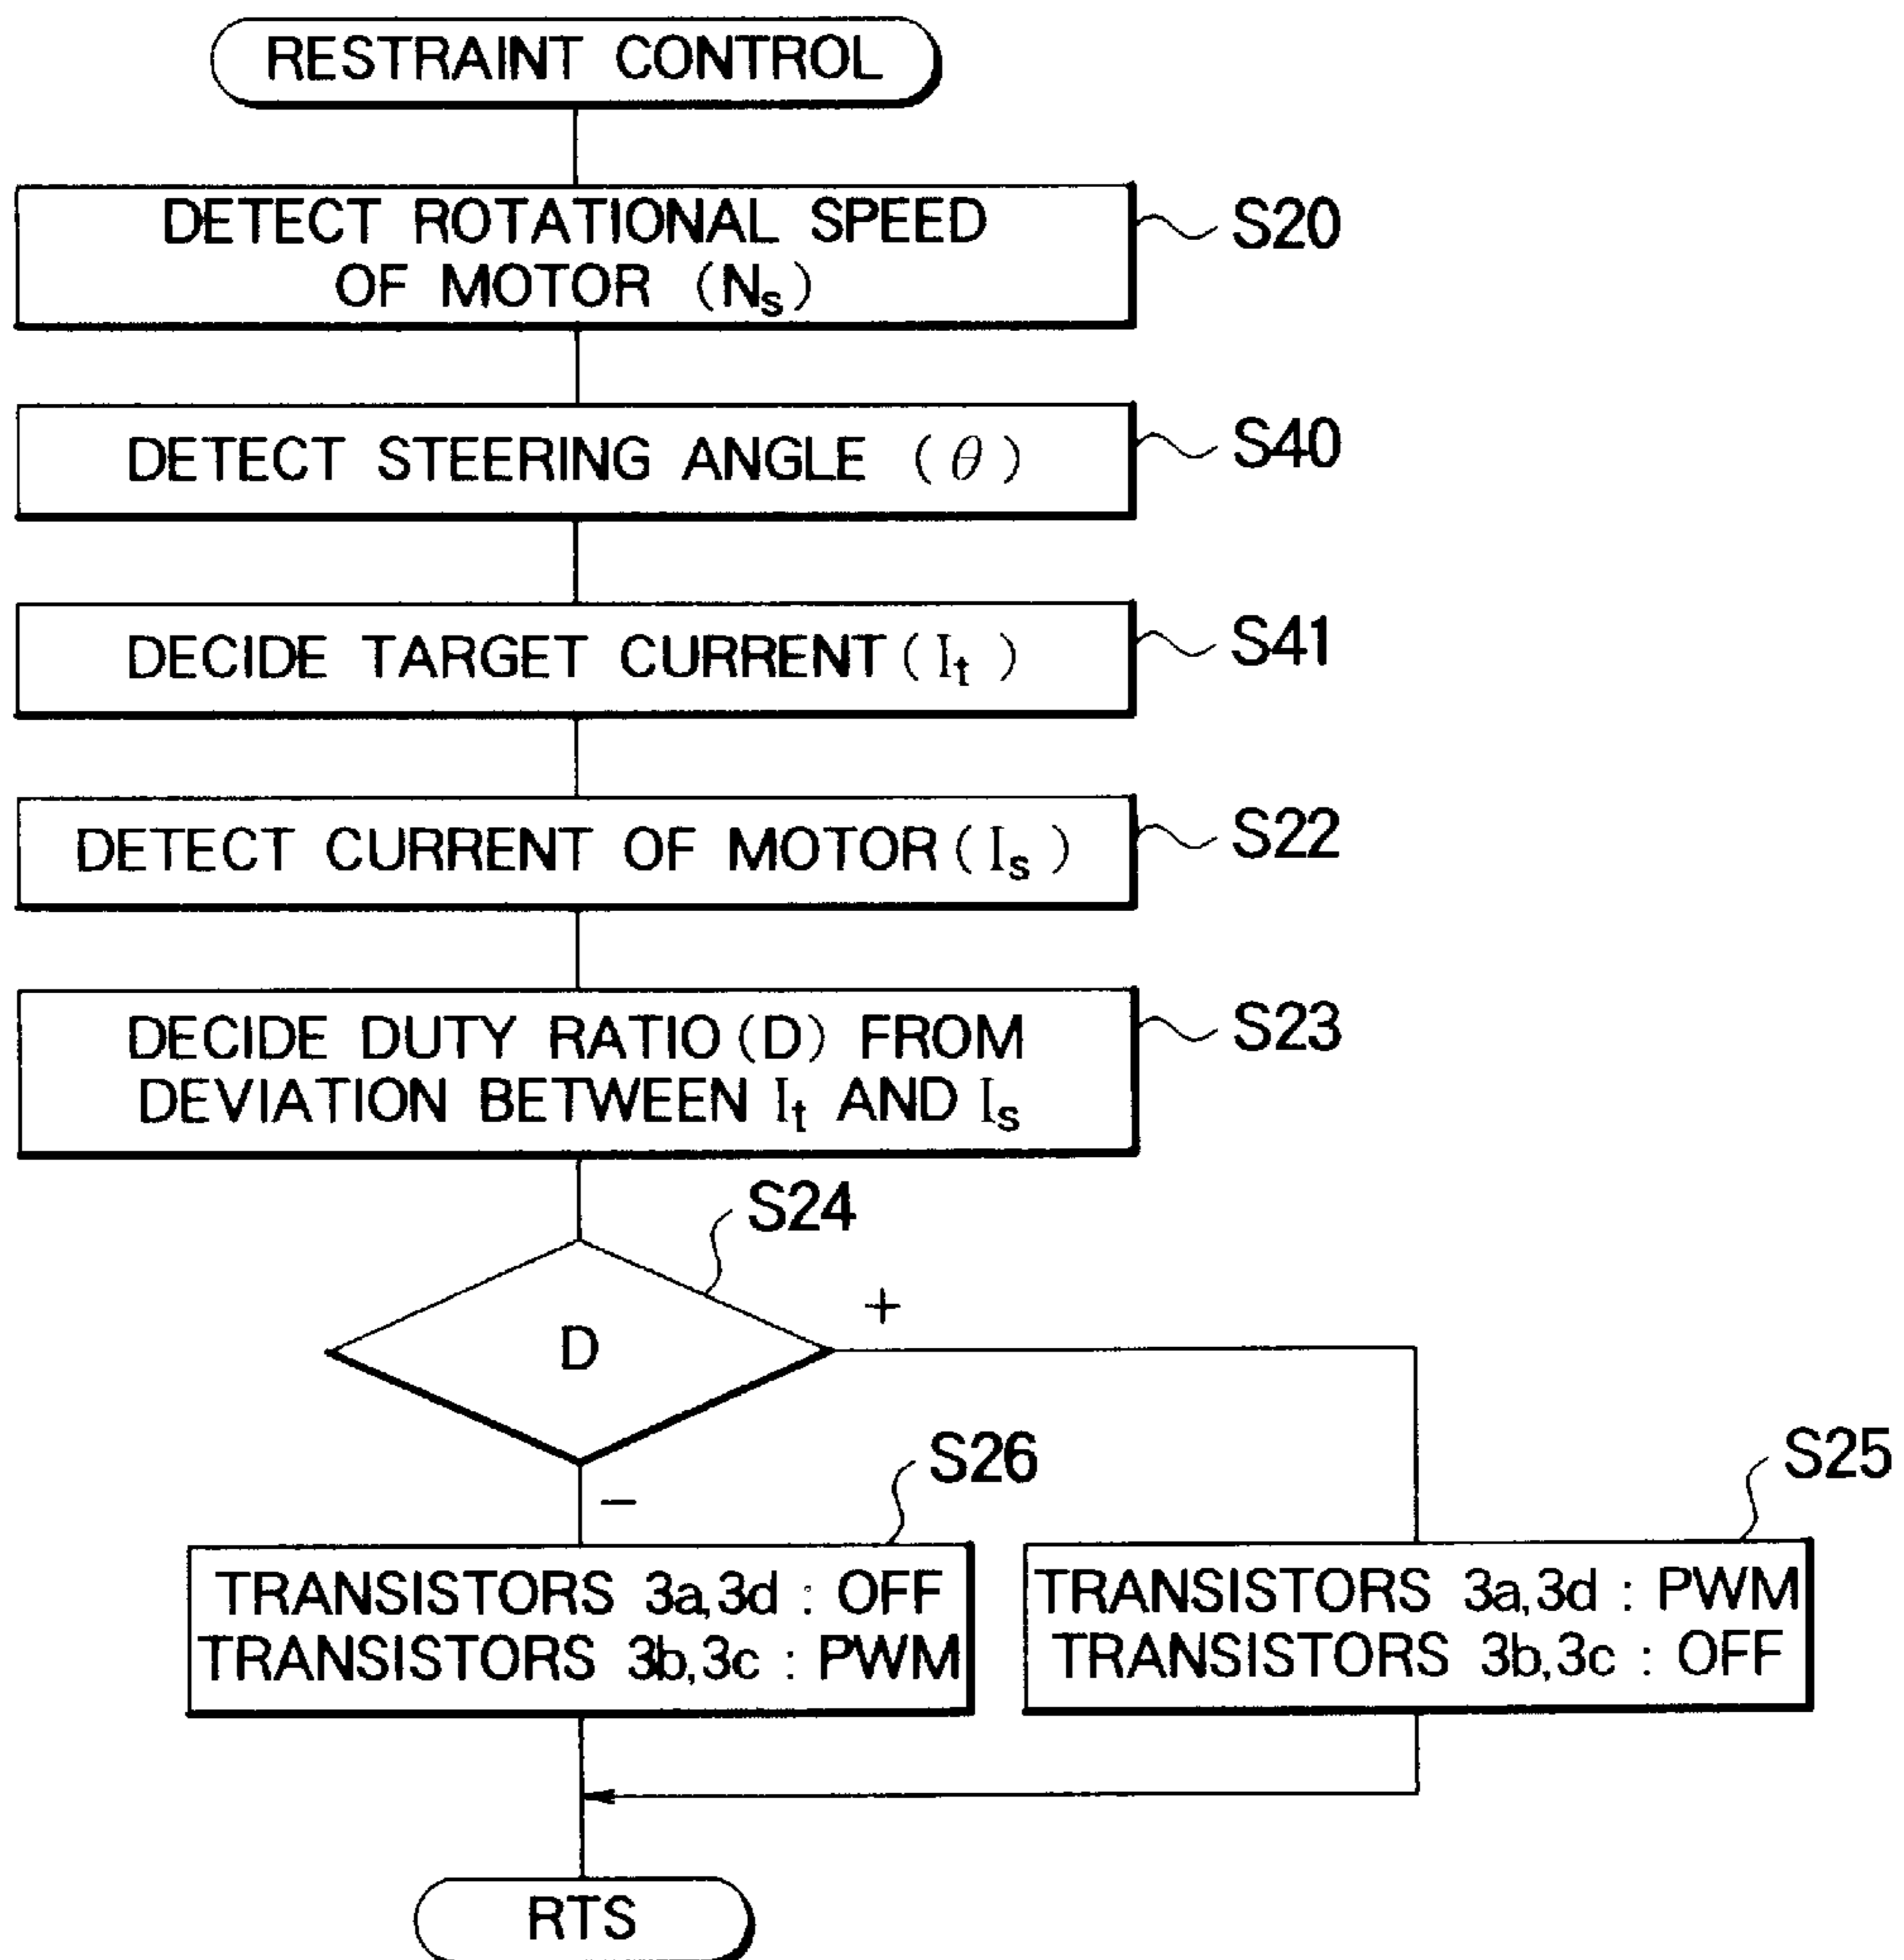 RESTRAINT CONTROL
DETECT ROTATIONAL SPEED
OF MOTOR (Ns)
S20
DETECT STEERING ANGLE (θ)
S40
DECIDE TARGET CURRENT (It)
S41
DETECT CURRENT OF MOTOR (Is)
S22
DECIDE DUTY RATIO (D) FROM
DEVIATION BETWEEN It AND Is
S23
S24
D
+
−
S26
TRANSISTORS 3a,3d : OFF
TRANSISTORS 3b,3c : PWM
S25
TRANSISTORS 3a,3d : PWM
TRANSISTORS 3b,3c : OFF
RTS